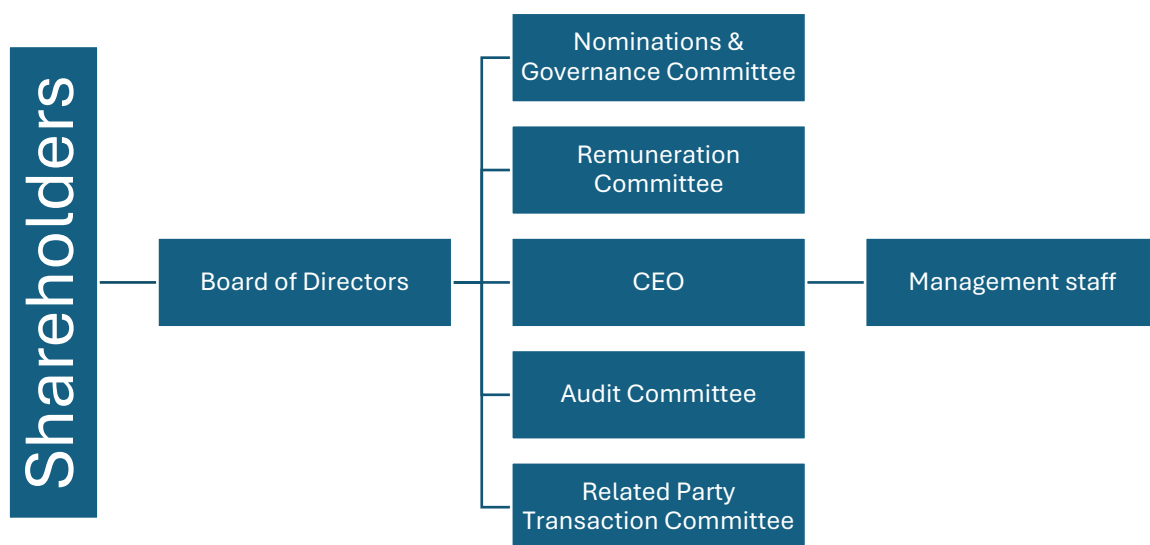 Shareholders
Board of Directors
Nominations &
Governance Committee
Remuneration
Committee
CEO
Audit Committee
Related Party
Transaction Committee
Management staff